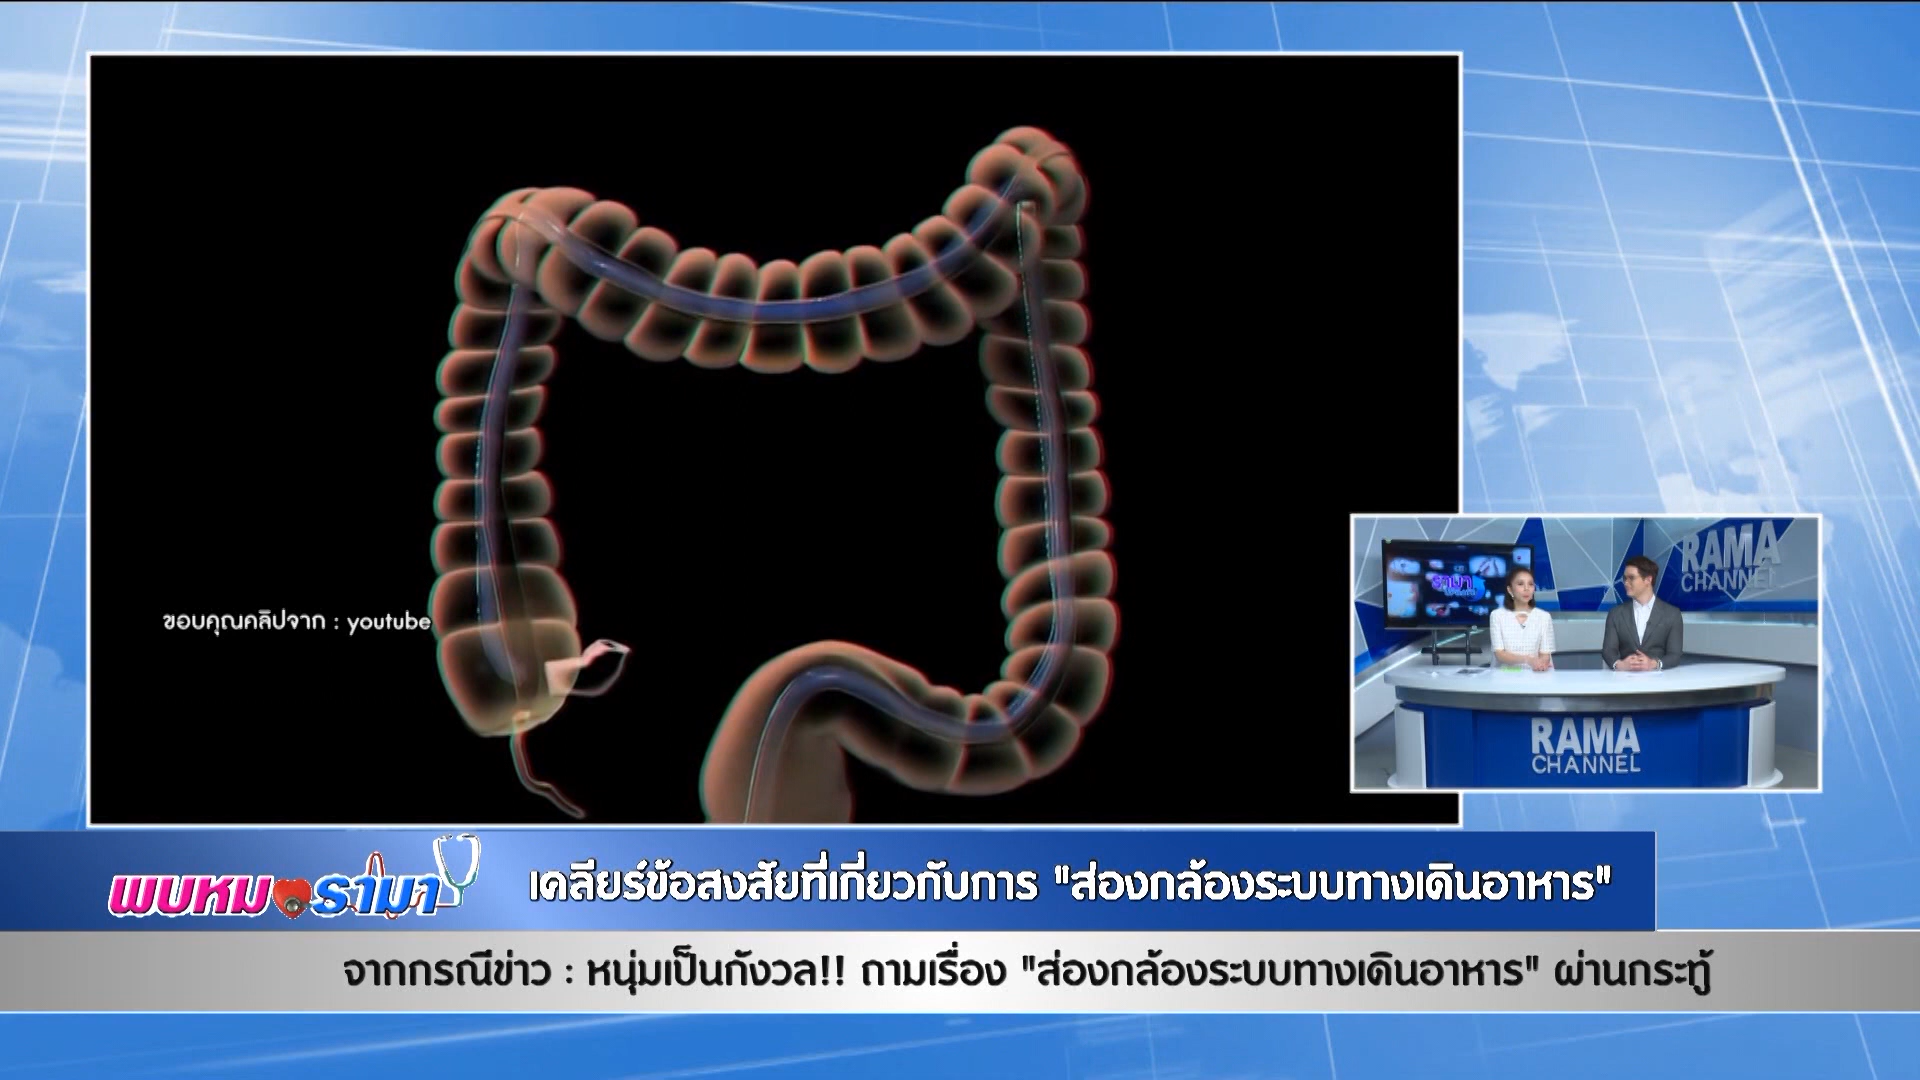 ขอบคุณคลิปจาก : youtube
รามา
RAMA
CHANNEL
RAMA
CHANNEL
พบหมอรามา
เคลียร์ข้อสงสัยที่เกี่ยวกับการ "ส่องกล้องระบบทางเดินอาหาร"
จากกรณีข่าว : หนุ่มเป็นกังวล!! ถามเรื่อง "ส่องกล้องระบบทางเดินอาหาร" ผ่านกระทู้